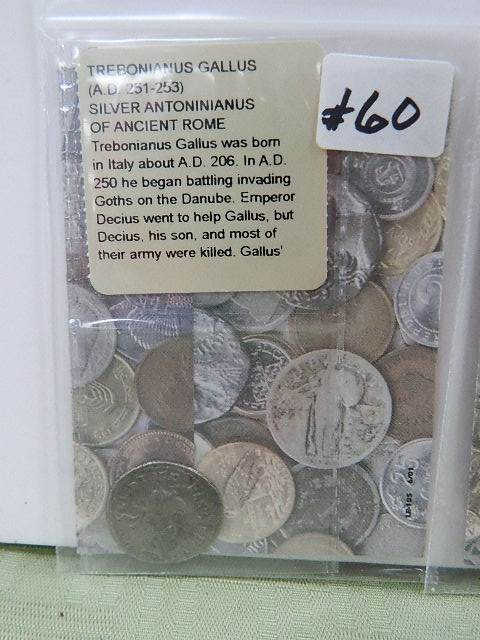 TREBONIANUS GALLUS
(A.D. 251-253)
SILVER ANTONINIANUS
OF ANCIENT ROME
Trebonianus Gallus was born
in Italy about A.D. 206. In A.D.
250 he began battling invading
Goths on the Danube. Emperor
Decius went to help Gallus, but
Decius, his son, and most of
their army were killed. Gallus'
#60
25